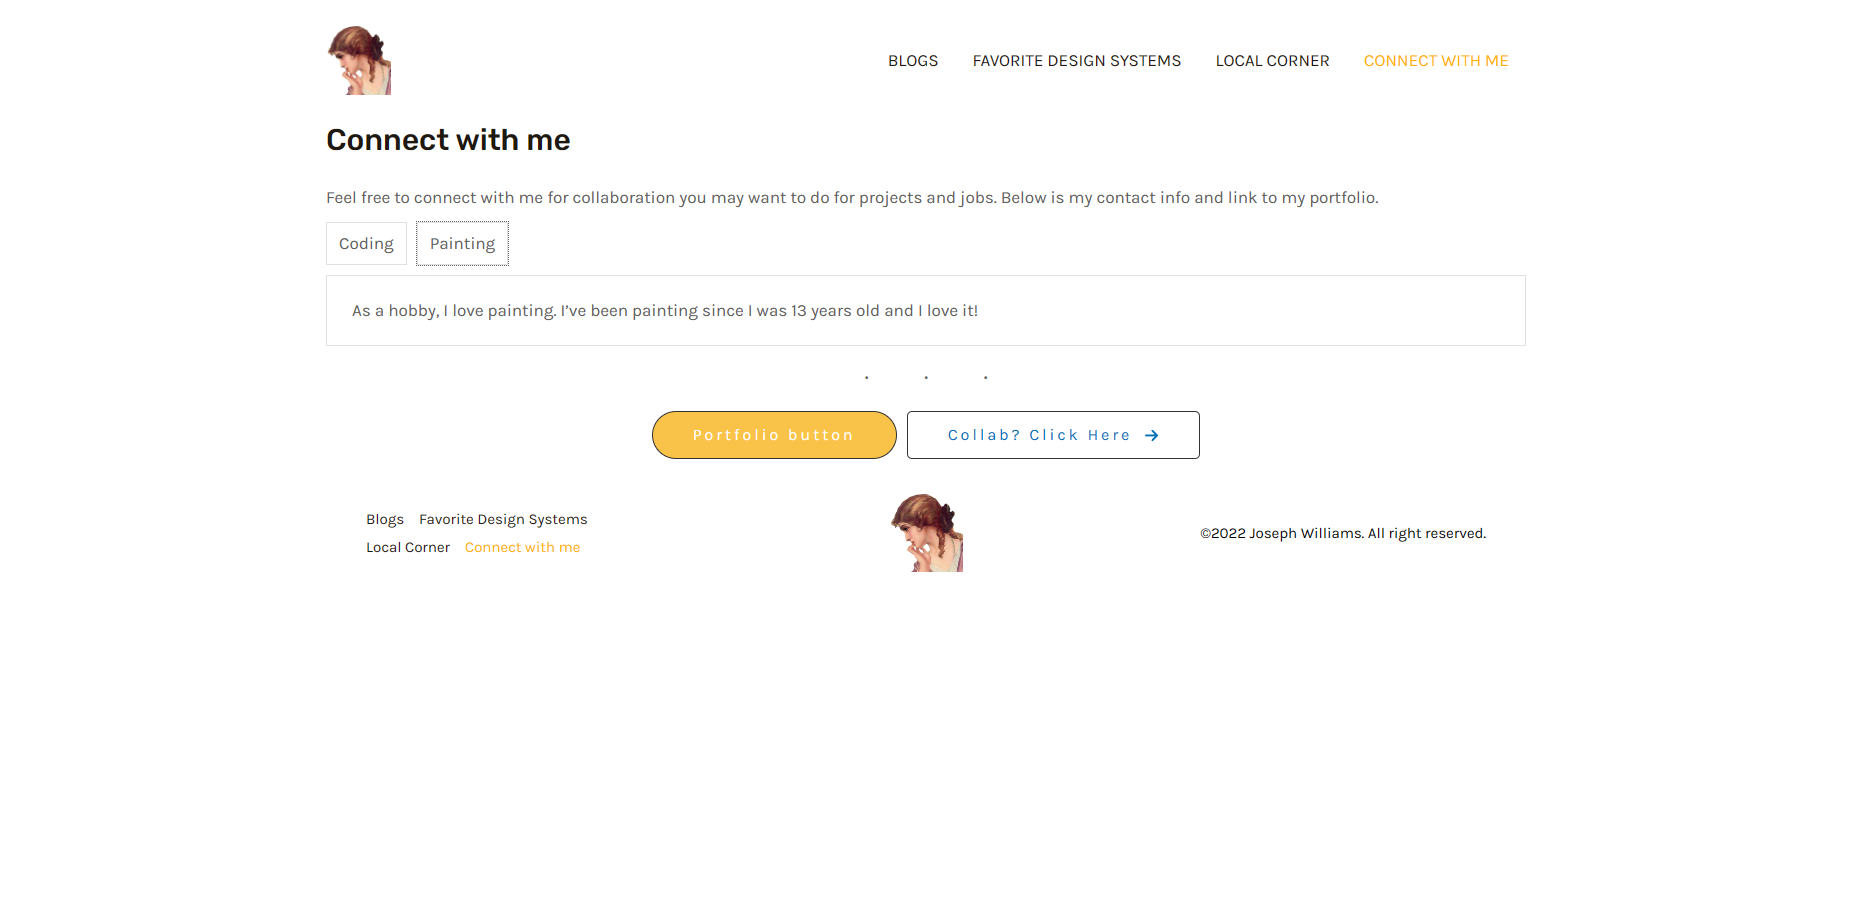 BLOGS FAVORITE DESIGN SYSTEMS LOCAL CORNER CONNECT WITH ME
Connect with me
Feel free to connect with me for collaboration you may want to do for projects and jobs. Below is my contact info and link to my portfolio.
Coding Painting
As a hobby, I love painting. I’ve been painting since I was 13 years old and I love it!
· · ·
Portfolio button Collab? Click Here →
Blogs Favorite Design Systems
Local Corner Connect with me
©2022 Joseph Williams. All right reserved.